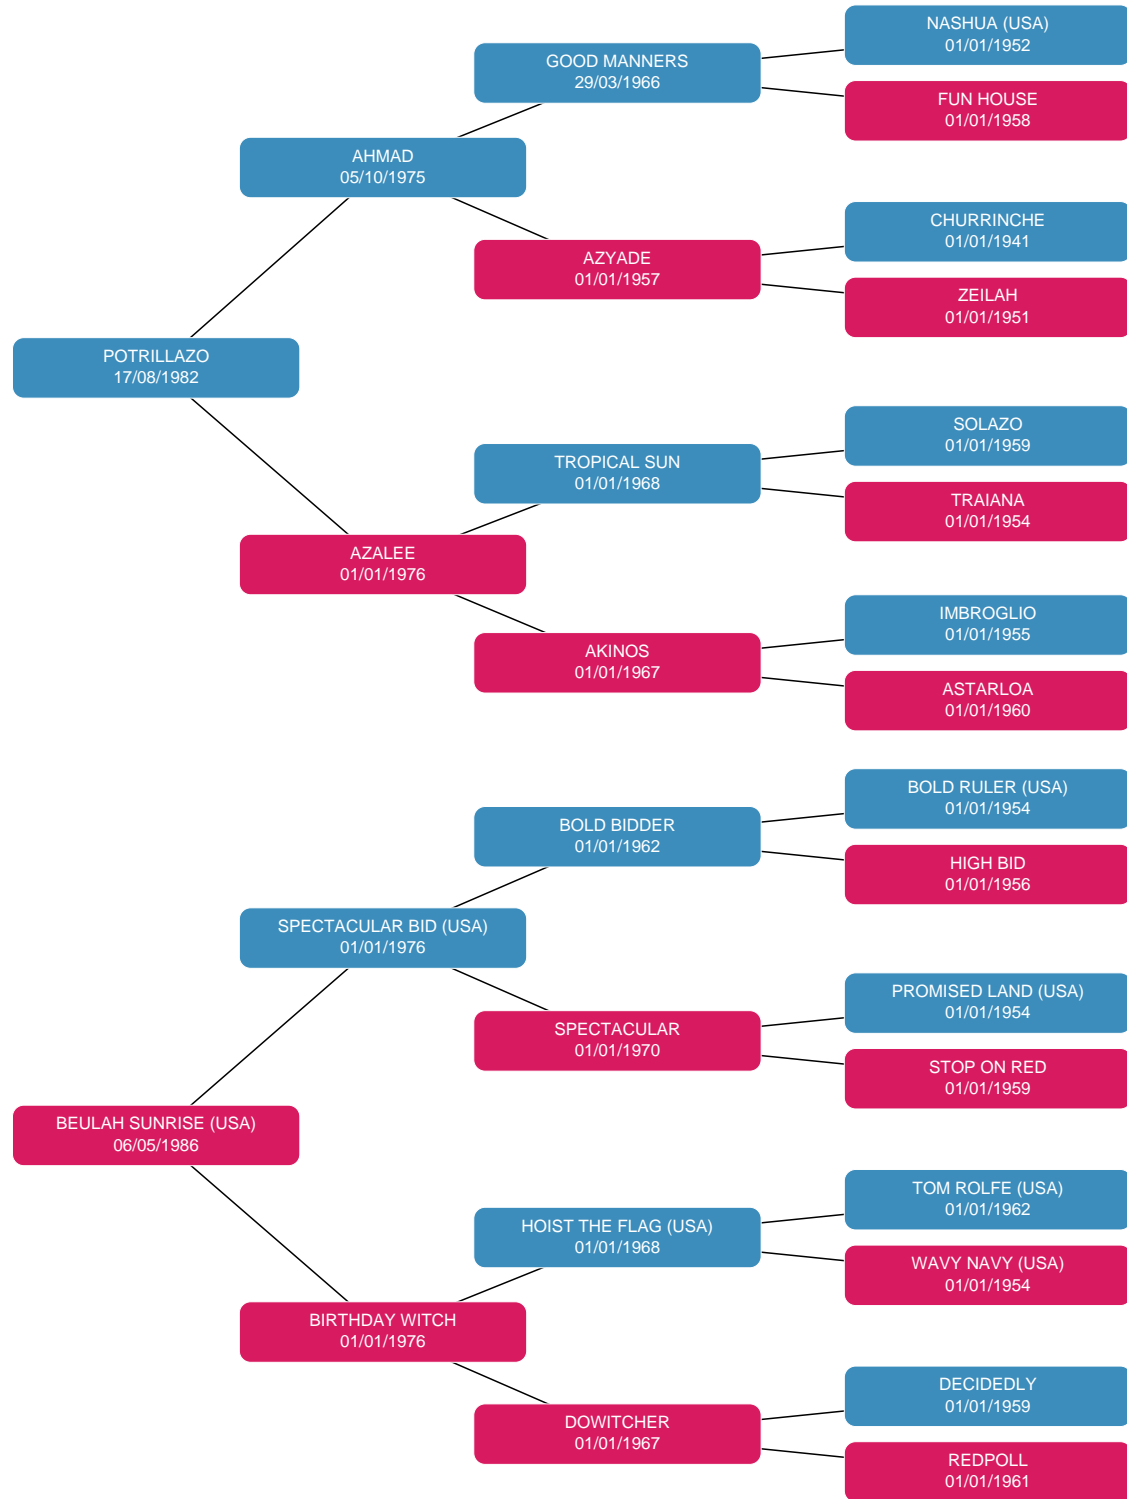 NASHUA (USA)
01/01/1952
GOOD MANNERS
29/03/1966
FUN HOUSE
01/01/1958
AHMAD
05/10/1975
CHURRINCHE
01/01/1941
AZYADE
01/01/1957
ZEILAH
01/01/1951
POTRILLAZO
17/08/1982
SOLAZO
01/01/1959
TROPICAL SUN
01/01/1968
TRAIANA
01/01/1954
AZALEE
01/01/1976
IMBROGLIO
01/01/1955
AKINOS
01/01/1967
ASTARLOA
01/01/1960
BOLD RULER (USA)
01/01/1954
BOLD BIDDER
01/01/1962
HIGH BID
01/01/1956
SPECTACULAR BID (USA)
01/01/1976
PROMISED LAND (USA)
01/01/1954
SPECTACULAR
01/01/1970
STOP ON RED
01/01/1959
BEULAH SUNRISE (USA)
06/05/1986
TOM ROLFE (USA)
01/01/1962
HOIST THE FLAG (USA)
01/01/1968
WAVY NAVY (USA)
01/01/1954
BIRTHDAY WITCH
01/01/1976
DECIDEDLY
01/01/1959
DOWITCHER
01/01/1967
REDPOLL
01/01/1961